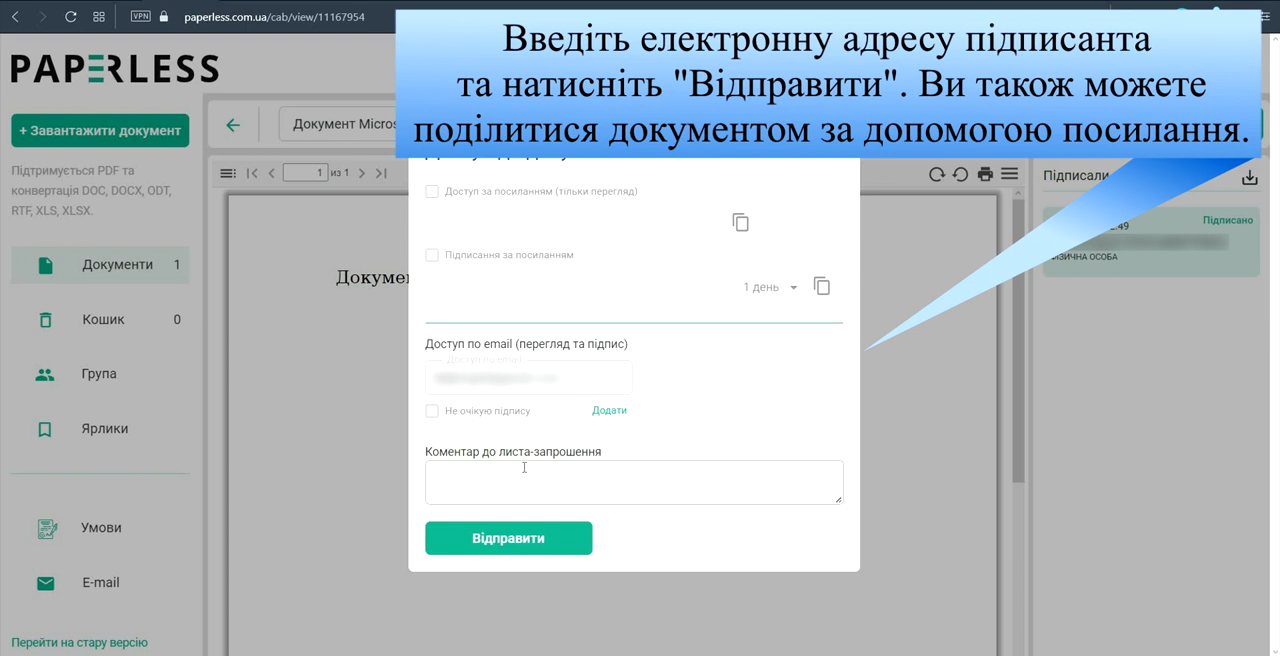 VPN
paperless.com.ua/cab/view/11167954
Введіть електронну адресу підписанта
та натисніть "Відправити". Ви також можете
поділитися документом за допомогою посилання.
PAPERLESS
+ Завантажити документ
Підтримується PDF та
конвертація DOC, DOCX, ODT,
RTF, XLS, XLSX.
Документи 1
Кошик 0
Група
Ярлики
Умови
E-mail
Перейти на стару версію
Документ
1 из 1
Доступ за посиланням (тільки перегляд)
Підписання за посиланням
1 день
Доступ по email (перегляд та підпис)
Доступ по email
Не очікую підпису
Додати
Коментар до листа-запрошення
Відправити
Підписали
Підписано
ФІЗИЧНА ОСОБА